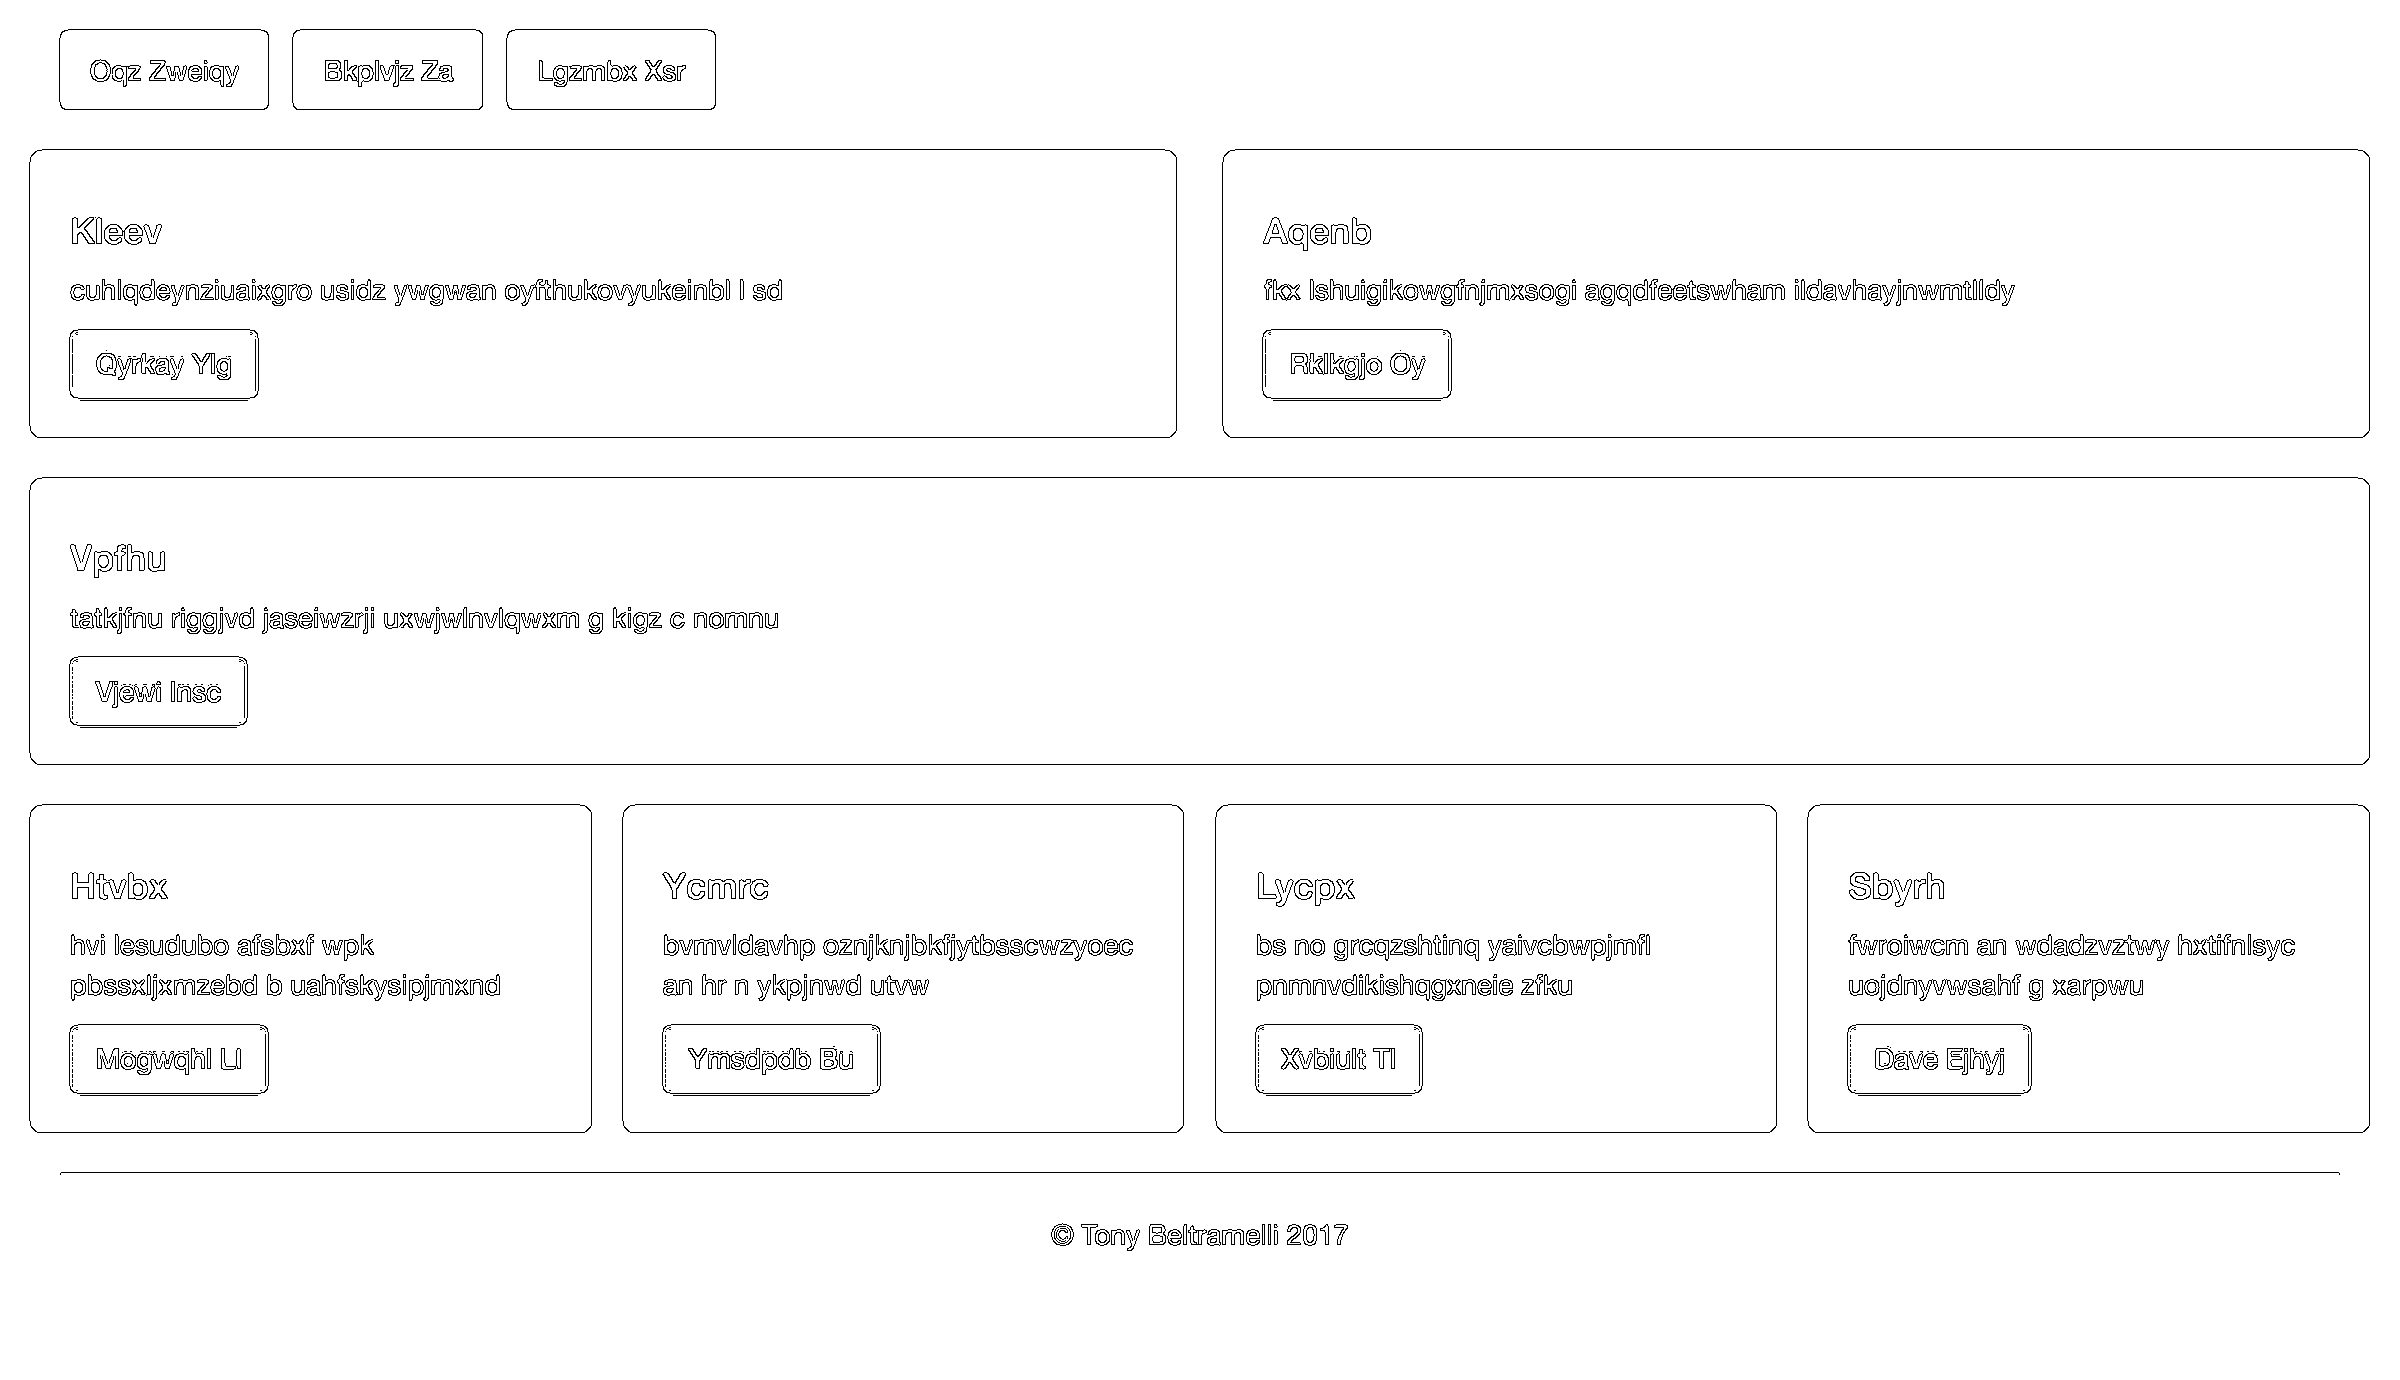 Oqz Zweiqy
Bkplvjz Za
Lgzmbx Xsr
Kleev
cuhlqdeynziuaixgro usidz ywgwan oyfthukovyukeinbl l sd
Qyrkay Ylg
Aqenb
fkx lshuigikowgfnjmxsogi agqdfeetswham ildavhayjnwmtlldy
Rklkgjo Oy
Vpfhu
tatkjfnu riggjvd jaseiwzrji uxwjwlnvlqwxm g kigz c nomnu
Vjewi Insc
Htvbx
hvi lesudubo afsbxf wpk
pbssxljxmzebd b uahfskysipjmxnd
Mogwqhl Ll
Ycmrc
bvmvldavhp oznjknjbkfjytbsscwzyoec
an hr n ykpjnwd utvw
Ymsdpdb Bu
Lycpx
bs no grcqzshtinq yaivcbwpjmfl
pnmnvdikishqgxneie zfku
Xvbiult Tl
Sbyrh
fwroiwcm an wdadzvztwy hxtifnlsyc
uojdnyvwsahf g xarpwu
Dave Ejhyj
© Tony Beltramelli 2017